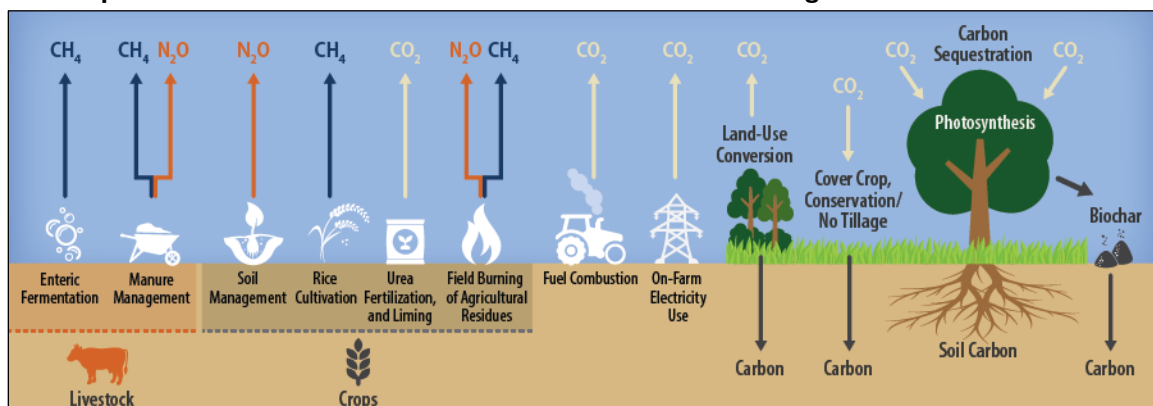 CH₄
CH₄ N₂O
N₂O
CH₄
CO₂
N₂O CH₄
CO₂
CO₂
CO₂
CO₂
CO₂
Carbon
Sequestration
CO₂
Photosynthesis
Land-Use
Conversion
Cover Crop,
Conservation/
No Tillage
Biochar
Enteric
Fermentation
Manure
Management
Soil
Management
Rice
Cultivation
Urea
Fertilization,
and Liming
Field Burning
of Agricultural
Residues
Fuel Combustion
On-Farm
Electricity
Use
Carbon
Carbon
Soil Carbon
Carbon
Livestock
Crops